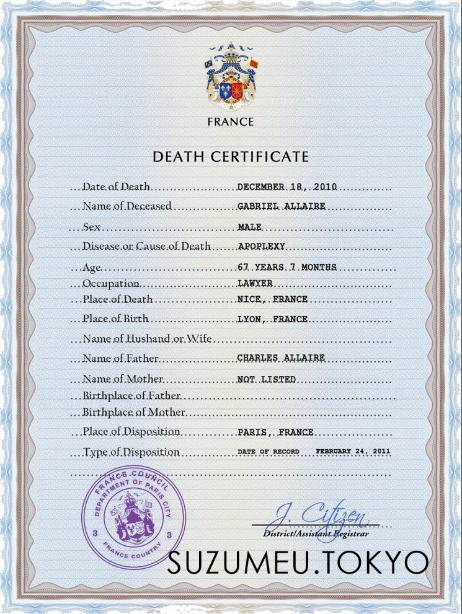 FRANCE
DEATH CERTIFICATE
Date of Death DECEMBER 18, 2010
Name of Deceased GABRIEL ALLAIRE
Sex MALE
Disease or Cause of Death APOPLEXY
Age 67 YEARS 7 MONTHS
Occupation LAWYER
Place of Death NICE, FRANCE
Place of Birth LYON, FRANCE
Name of Husband or Wife
Name of Father CHARLES ALLAIRE
Name of Mother NOT LISTED
Birthplace of Father
Birthplace of Mother
Place of Disposition PARIS, FRANCE
Type of Disposition DATE OF RECORD FEBRUARY 24, 2011
FRANCE COUNCIL
DEPARTMENT OF PARIS CITY
3 3
FRANCE COUNTRY
J. Citizen
District/Assistant Registrar
SUZUMEU.TOKYO